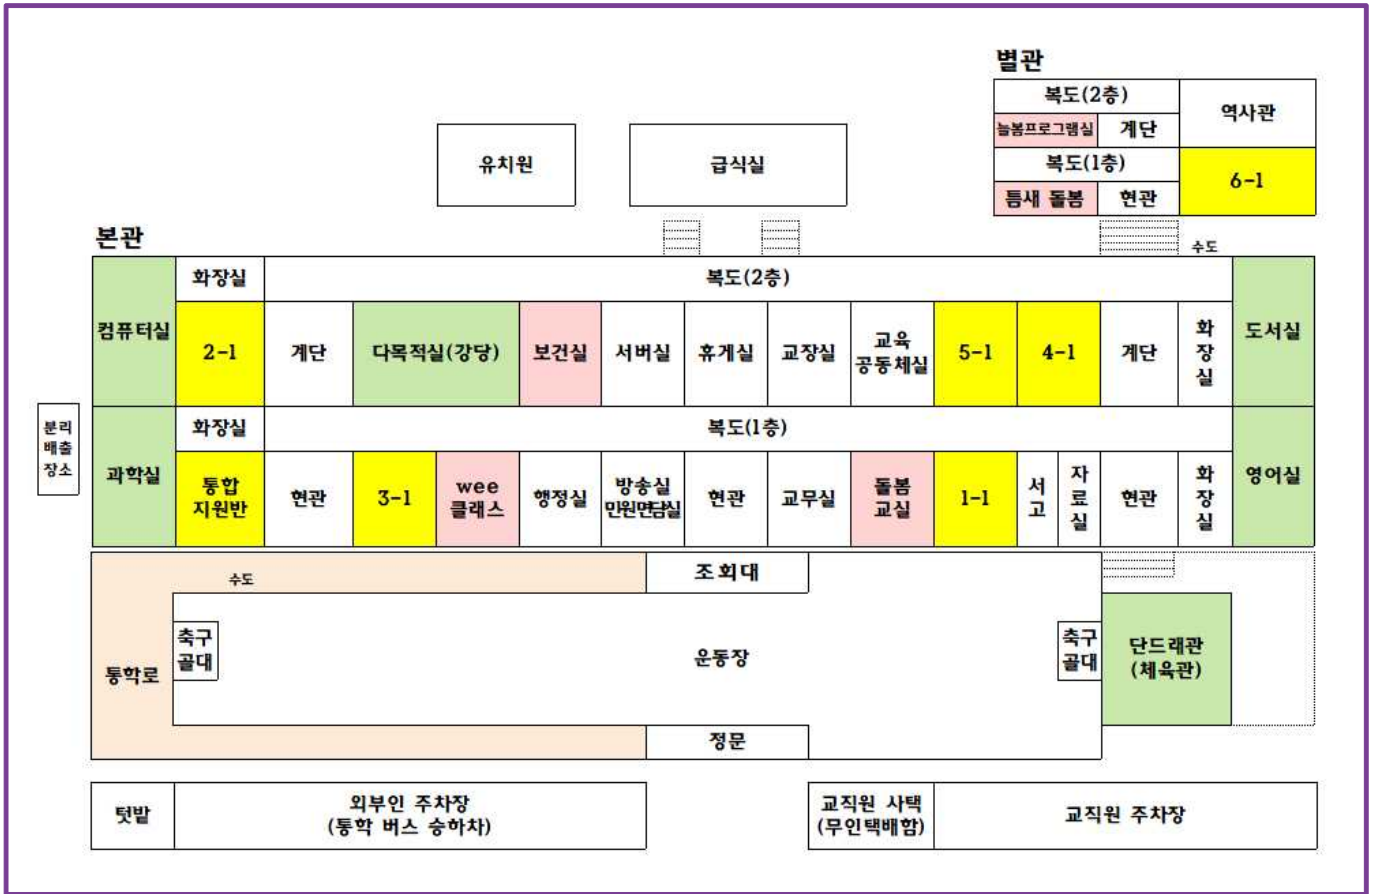 별관
복도(2층)
역사관
늘봄프로그램실
계단
복도(1층)
6-1
틈새 돌봄
현관
유치원
급식실
수도
본관
컴퓨터실
화장실
복도(2층)
도서실
2-1
계단
다목적실(강당)
보건실
서버실
휴게실
교장실
교육
공동체실
5-1
4-1
계단
화
장
실
분리
배출
장소
과학실
화장실
복도(1층)
영어실
통합
지원반
현관
3-1
wee
클래스
행정실
방송실
민원면담실
현관
교무실
돌봄
교실
1-1
서
고
자
료
실
현관
화
장
실
수도
조회대
통학로
축구
골대
운동장
축구
골대
단드래관
(체육관)
정문
텃밭
외부인 주차장
(통학 버스 승하차)
교직원 사택
(무인택배함)
교직원 주차장